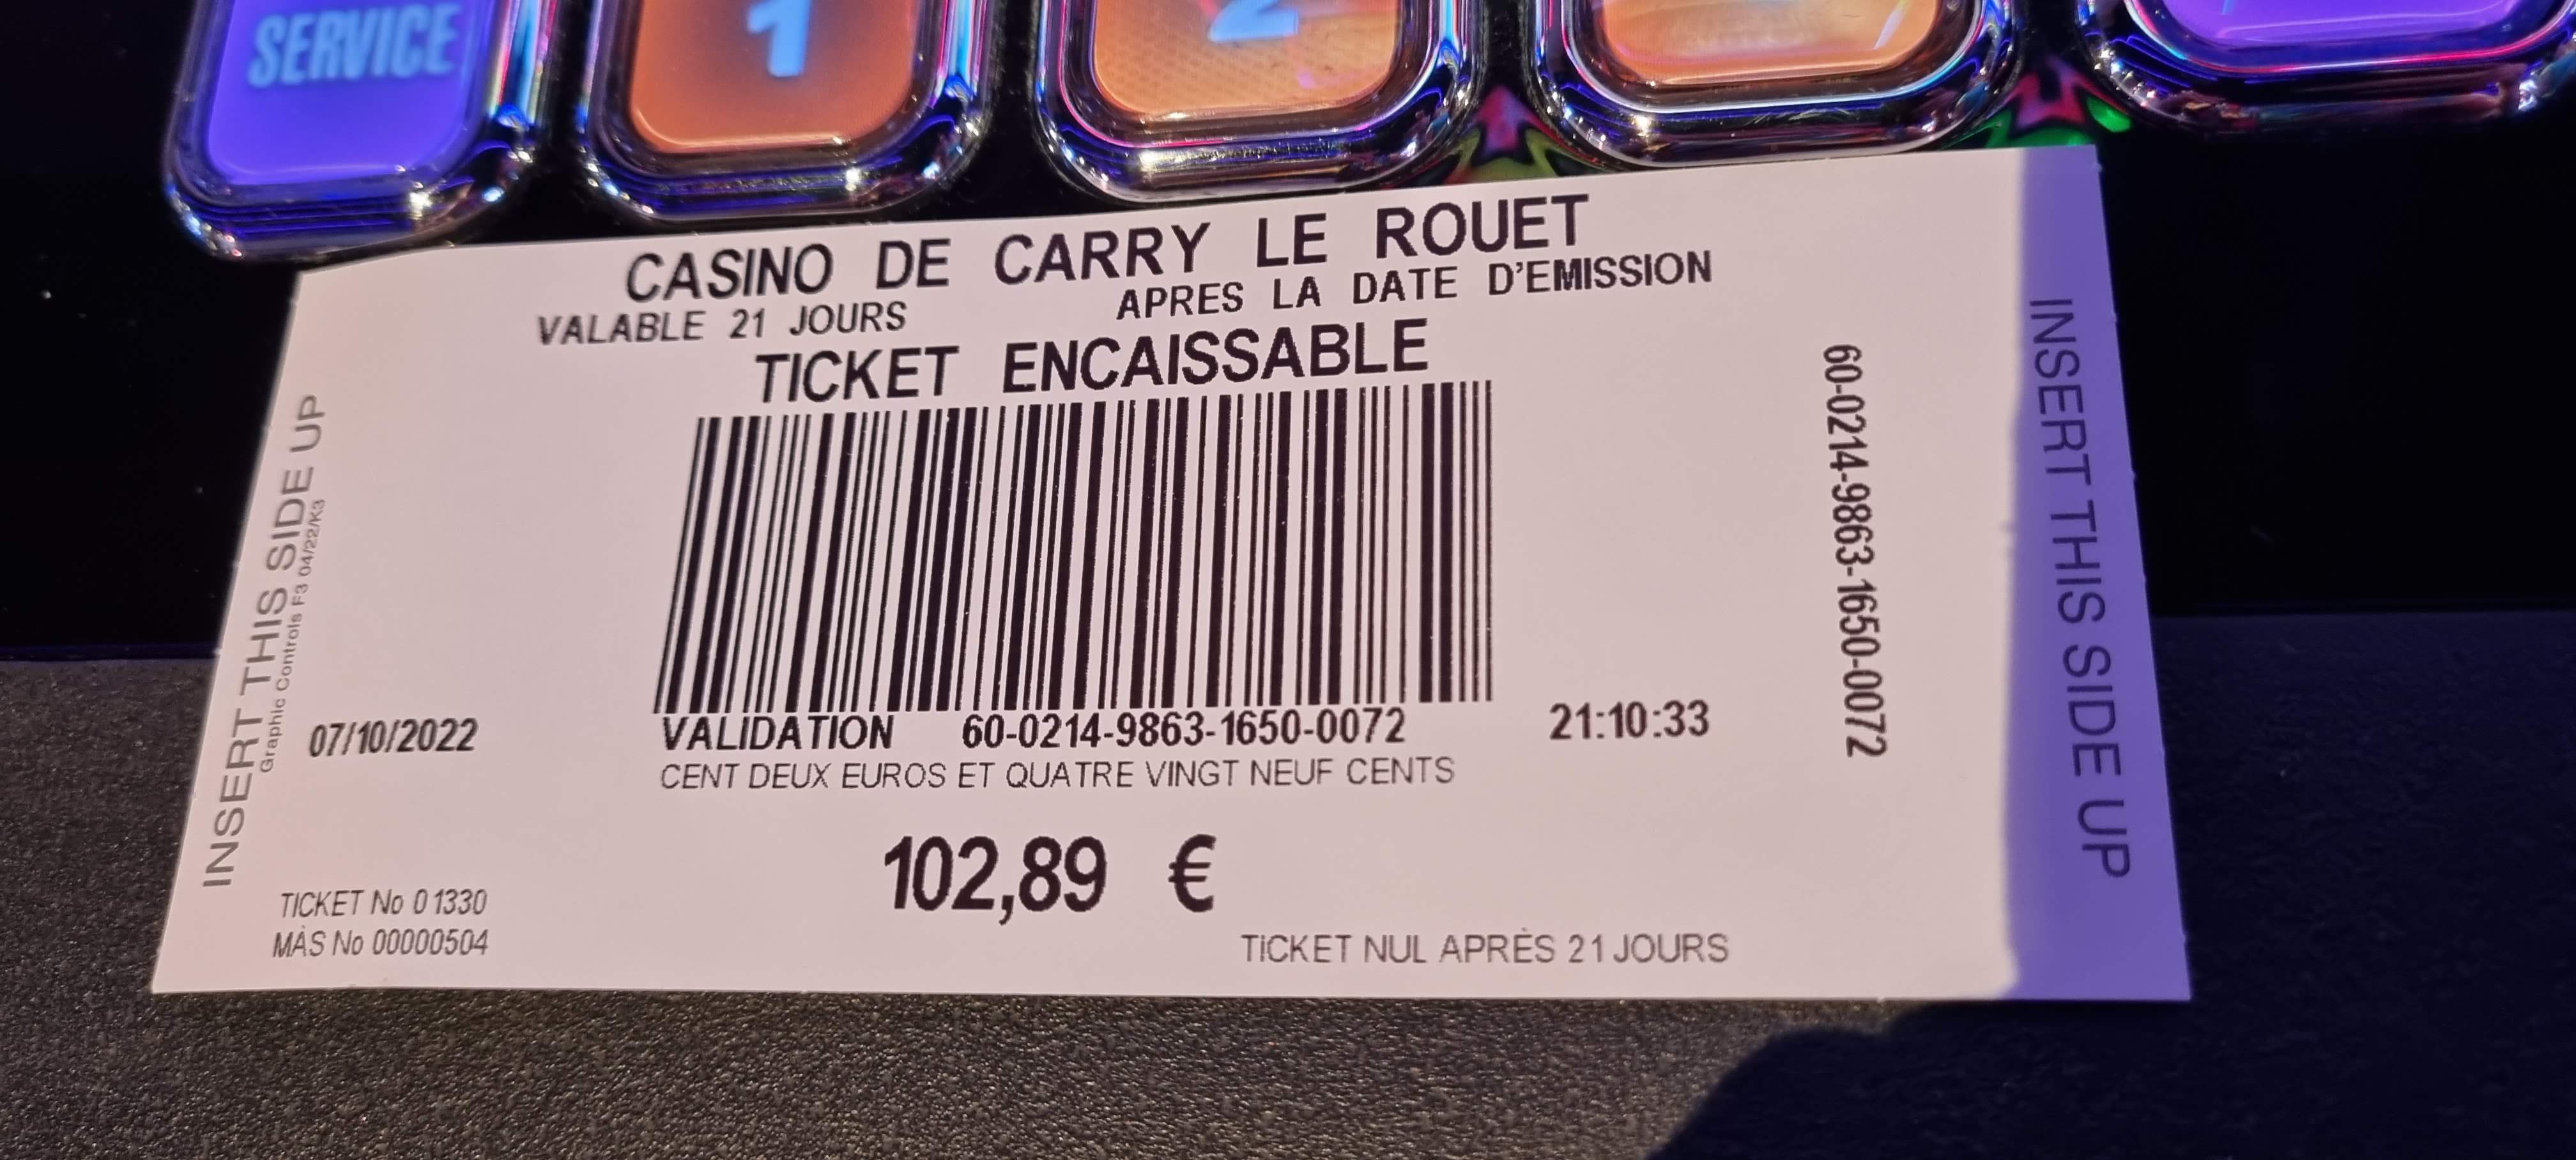 SERVICE
1
2
CASINO DE CARRY LE ROUET
VALABLE 21 JOURS APRES LA DATE D'EMISSION
TICKET ENCAISSABLE
INSERT THIS SIDE UP
Graphic Controls F3 04/22/K3
60-0214-9863-1650-0072
INSERT THIS SIDE UP
07/10/2022
VALIDATION 60-0214-9863-1650-0072
21:10:33
CENT DEUX EUROS ET QUATRE VINGT NEUF CENTS
102,89 €
TICKET No 01330
MAS No 00000504
TICKET NUL APRÈS 21 JOURS